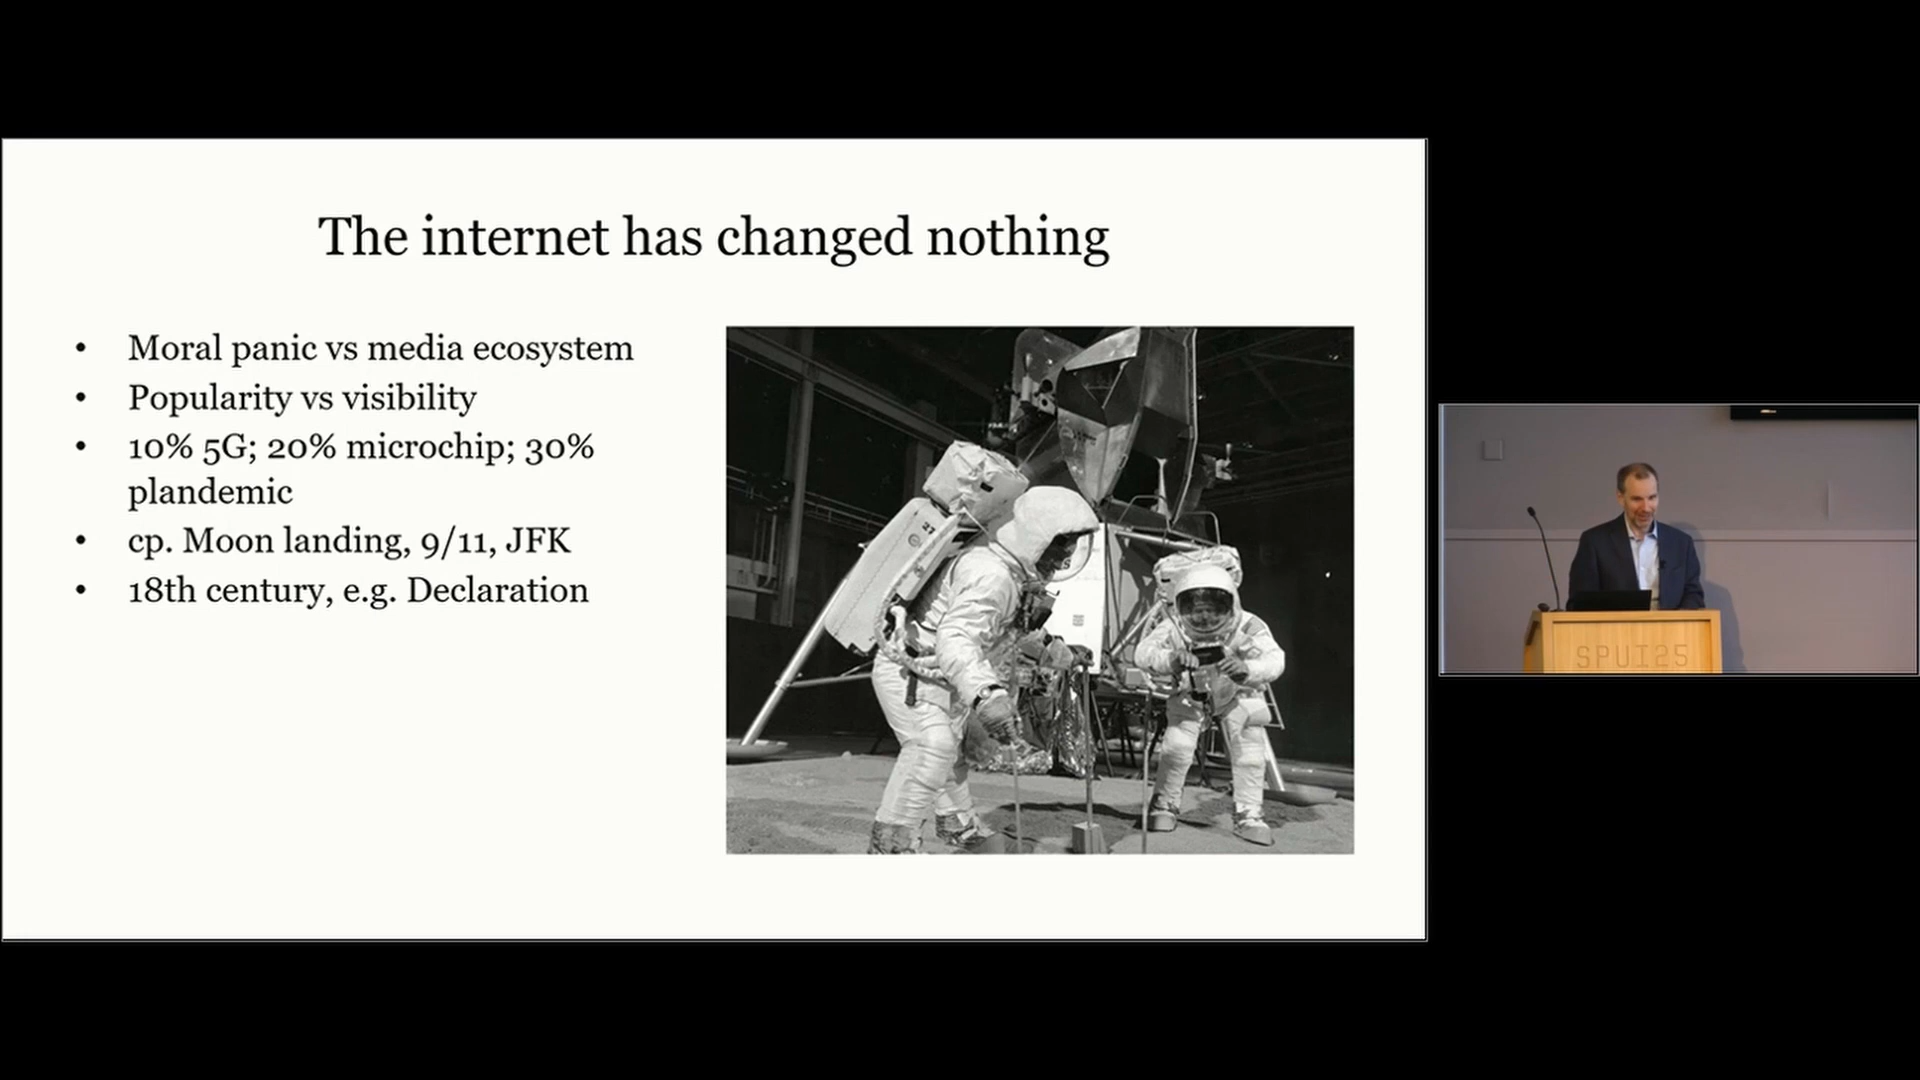 The internet has changed nothing
• Moral panic vs media ecosystem
• Popularity vs visibility
• 10% 5G; 20% microchip; 30%
plandemic
• cp. Moon landing, 9/11, JFK
• 18th century, e.g. Declaration
SPUI25